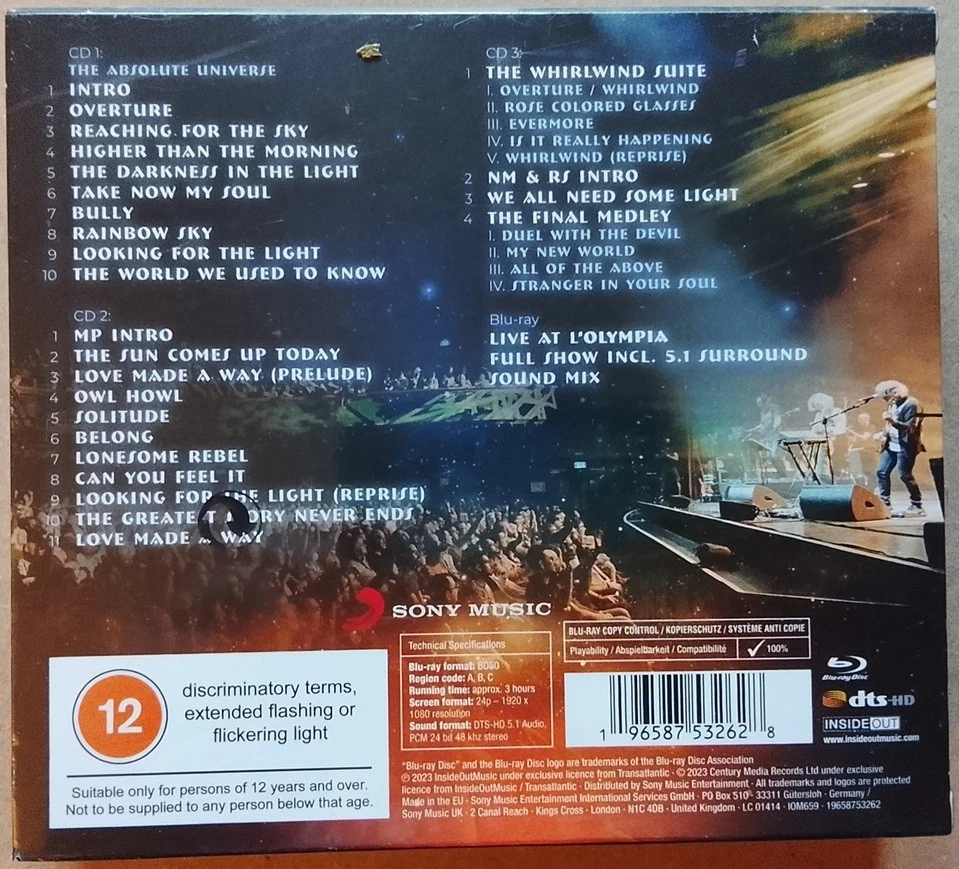 CD 1:
THE ABSOLUTE UNIVERSE
1 INTRO
2 OVERTURE
3 REACHING FOR THE SKY
4 HIGHER THAN THE MORNING
5 THE DARKNESS IN THE LIGHT
6 TAKE NOW MY SOUL
7 BULLY
8 RAINBOW SKY
9 LOOKING FOR THE LIGHT
10 THE WORLD WE USED TO KNOW
CD 2:
1 MP INTRO
2 THE SUN COMES UP TODAY
3 LOVE MADE A WAY (PRELUDE)
4 OWL HOWL
5 SOLITUDE
6 BELONG
7 LONESOME REBEL
8 CAN YOU FEEL IT
9 LOOKING FOR THE LIGHT (REPRISE)
10 THE GREATEST STORY NEVER ENDS
11 LOVE MADE A WAY
CD 3:
1 THE WHIRLWIND SUITE
I. OVERTURE / WHIRLWIND
II. ROSE COLORED GLASSES
III. EVERMORE
IV. IS IT REALLY HAPPENING
V. WHIRLWIND (REPRISE)
2 NM & RS INTRO
3 WE ALL NEED SOME LIGHT
4 THE FINAL MEDLEY
I. DUEL WITH THE DEVIL
II. MY NEW WORLD
III. ALL OF THE ABOVE
IV. STRANGER IN YOUR SOUL
Blu-ray
LIVE AT L'OLYMPIA
FULL SHOW INCL. 5.1 SURROUND
SOUND MIX
SONY MUSIC
12
discriminatory terms,
extended flashing or
flickering light
Suitable only for persons of 12 years and over.
Not to be supplied to any person below that age.
Technical Specifications
Blu-ray format: BD50
Region code: A, B, C
Running time: approx. 3 hours
Screen format: 24p – 1920 x
1080 resolution
Sound format: DTS-HD 5.1 Audio,
PCM 24 bit 48 khz stereo
BLU-RAY COPY CONTROL / KOPIERSCHUTZ / SYSTÈME ANTI COPIE
Playability / Abspielbarkeit / Compatibilité 100%
1 96587 53262 8
Blu-ray Disc
dts-HD
INSIDEOUT
www.insideoutmusic.com
"Blu-ray Disc" and the Blu-ray Disc logo are trademarks of the Blu-ray Disc Association
℗ 2023 InsideOutMusic under exclusive licence from Transatlantic · © 2023 Century Media Records Ltd under exclusive
licence from InsideOutMusic / Transatlantic · Distributed by Sony Music Entertainment · All trademarks and logos are protected
Made in the EU · Sony Music Entertainment International Services GmbH · PO Box 510 · 33311 Gütersloh · Germany /
Sony Music UK · 2 Canal Reach · Kings Cross · London · N1C 4DB · United Kingdom · LC 01414 · IOM659 · 19658753262